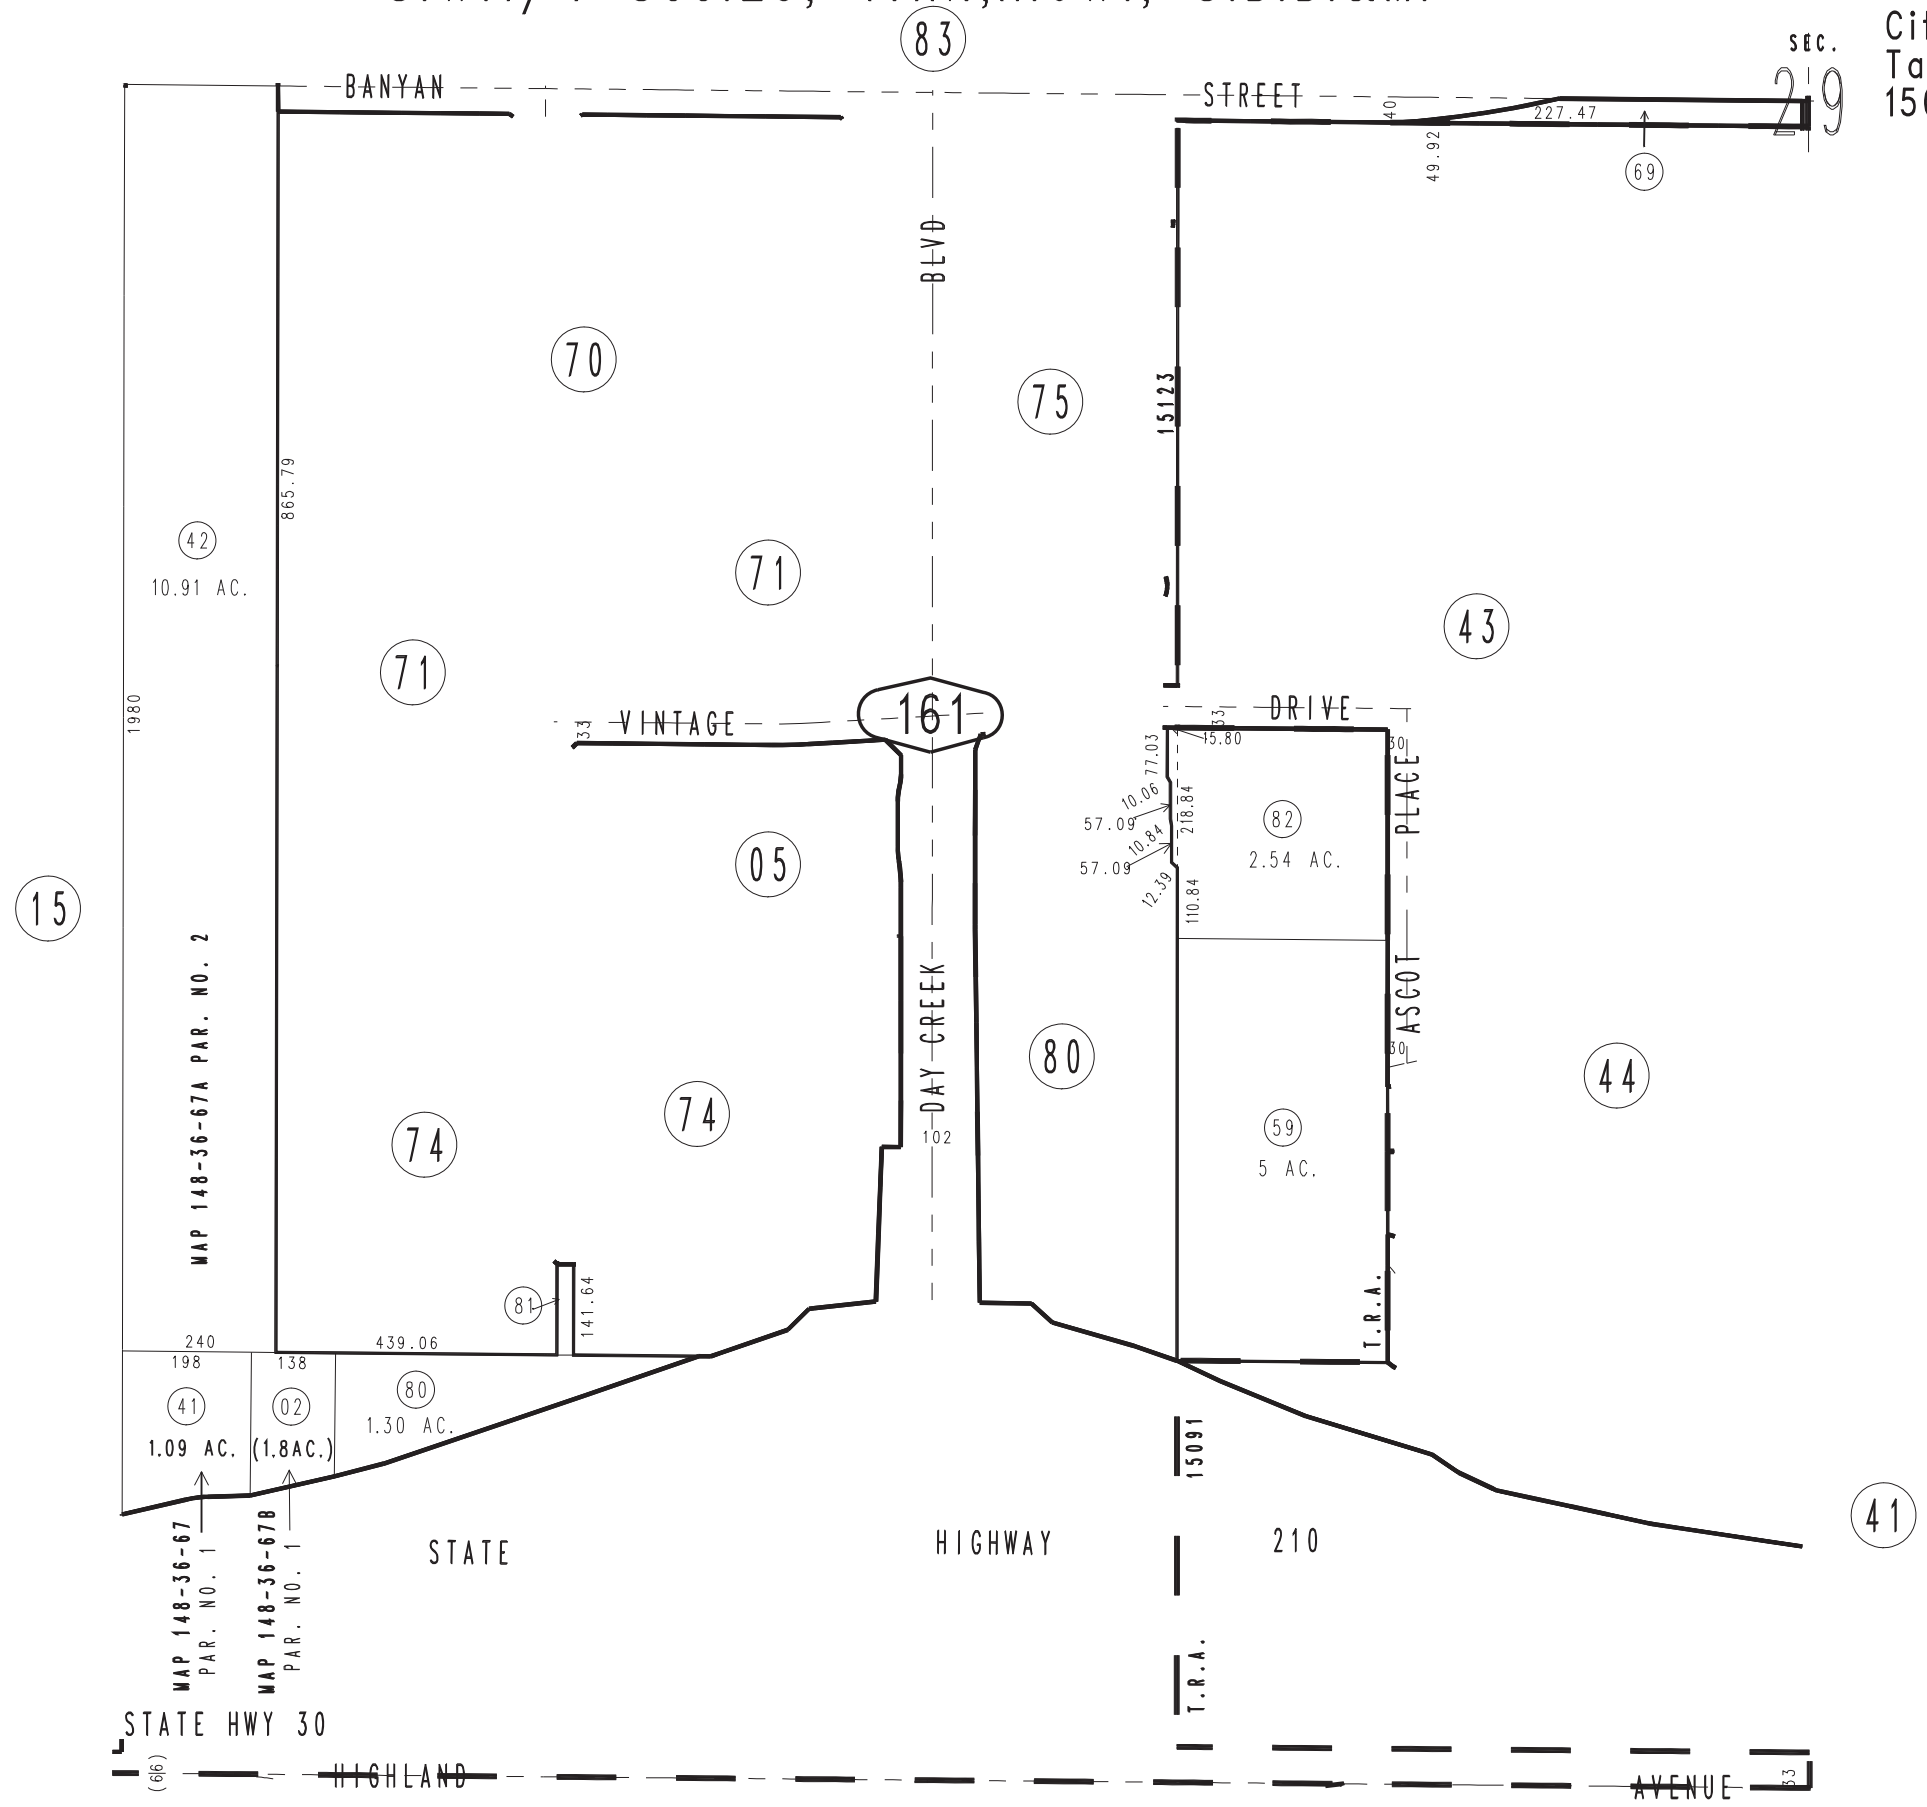 83
SEC.
29
BANYAN STREET
40
227.47
49.92
69
BLVD
70
75
15123
865.79
42
10.91 AC.
71
71
43
1980
161
VINTAGE DRIVE
33
33
15.80
30
77.03
10.06
57.09
218.84
10.84
57.09
12.39
110.84
82
2.54 AC.
ASCOT PLACE
05
15
MAP 148-36-67A PAR. NO. 2
DAY CREEK
102
80
30
44
74
74
59
5 AC.
81
141.64
T.R.A.
240
439.06
198
138
41
1.09 AC.
02
(1.8AC.)
80
1.30 AC.
15091
41
STATE HIGHWAY 210
MAP 148-36-67
PAR. NO. 1
MAP 148-36-67B
PAR. NO. 1
T.R.A.
STATE HWY 30
(66)
HIGHLAND AVENUE
33